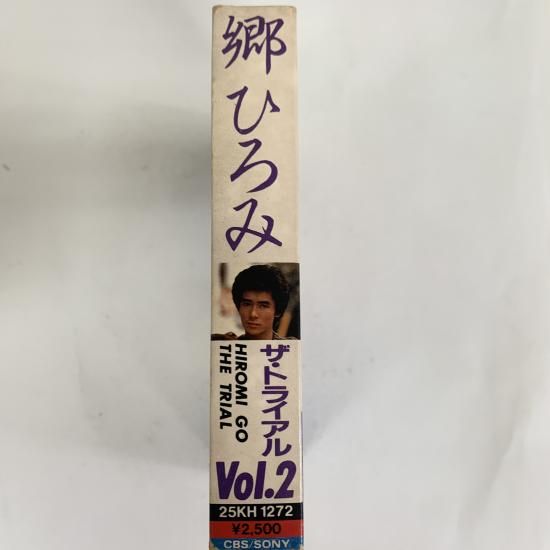 郷ひろみ
ザ・トライアル
HIROMI GO
THE TRIAL
Vol.2
25KH 1272
¥2,500
CBS/SONY